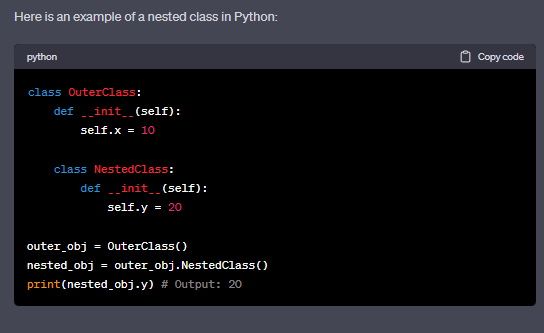 Here is an example of a nested class in Python:
python
Copy code
class OuterClass:
    def __init__(self):
        self.x = 10
    class NestedClass:
        def __init__(self):
            self.y = 20
outer_obj = OuterClass()
nested_obj = outer_obj.NestedClass()
print(nested_obj.y) # Output: 20